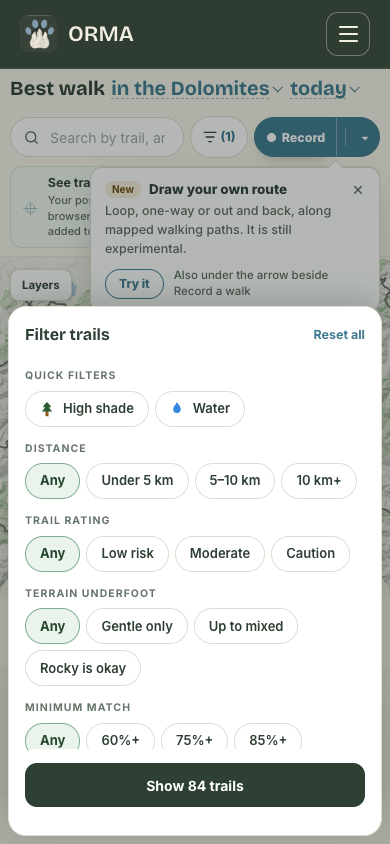 ORMA
Best walk in the Dolomites today
Search by trail, ar
(1)
Record
See tra
Your pos
browser
added to
New Draw your own route
Loop, one-way or out and back, along
mapped walking paths. It is still
experimental.
Try it
Also under the arrow beside
Record a walk
Layers
Filter trails
Reset all
QUICK FILTERS
High shade
Water
DISTANCE
Any
Under 5 km
5–10 km
10 km+
TRAIL RATING
Any
Low risk
Moderate
Caution
TERRAIN UNDERFOOT
Any
Gentle only
Up to mixed
Rocky is okay
MINIMUM MATCH
Any
60%+
75%+
85%+
Show 84 trails